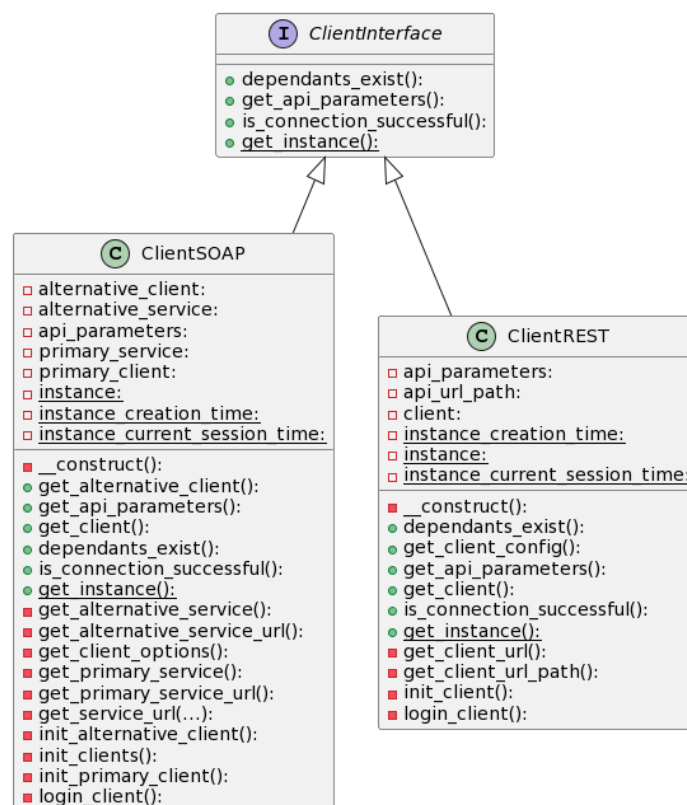 I ClientInterface
dependants_exist():
get_api_parameters():
is_connection_successful():
get_instance():
C ClientSOAP
alternative_client:
alternative_service:
api_parameters:
primary_service:
primary_client:
instance:
instance_creation_time:
instance_current_session_time:
__construct():
get_alternative_client():
get_api_parameters():
get_client():
dependants_exist():
is_connection_successful():
get_instance():
get_alternative_service():
get_alternative_service_url():
get_client_options():
get_primary_service():
get_primary_service_url():
get_service_url(...):
init_alternative_client():
init_clients():
init_primary_client():
login_client():
C ClientREST
api_parameters:
api_url_path:
client:
instance_creation_time:
instance:
instance_current_session_time:
__construct():
dependants_exist():
get_client_config():
get_api_parameters():
get_client():
is_connection_successful():
get_instance():
get_client_url():
get_client_url_path():
init_client():
login_client():